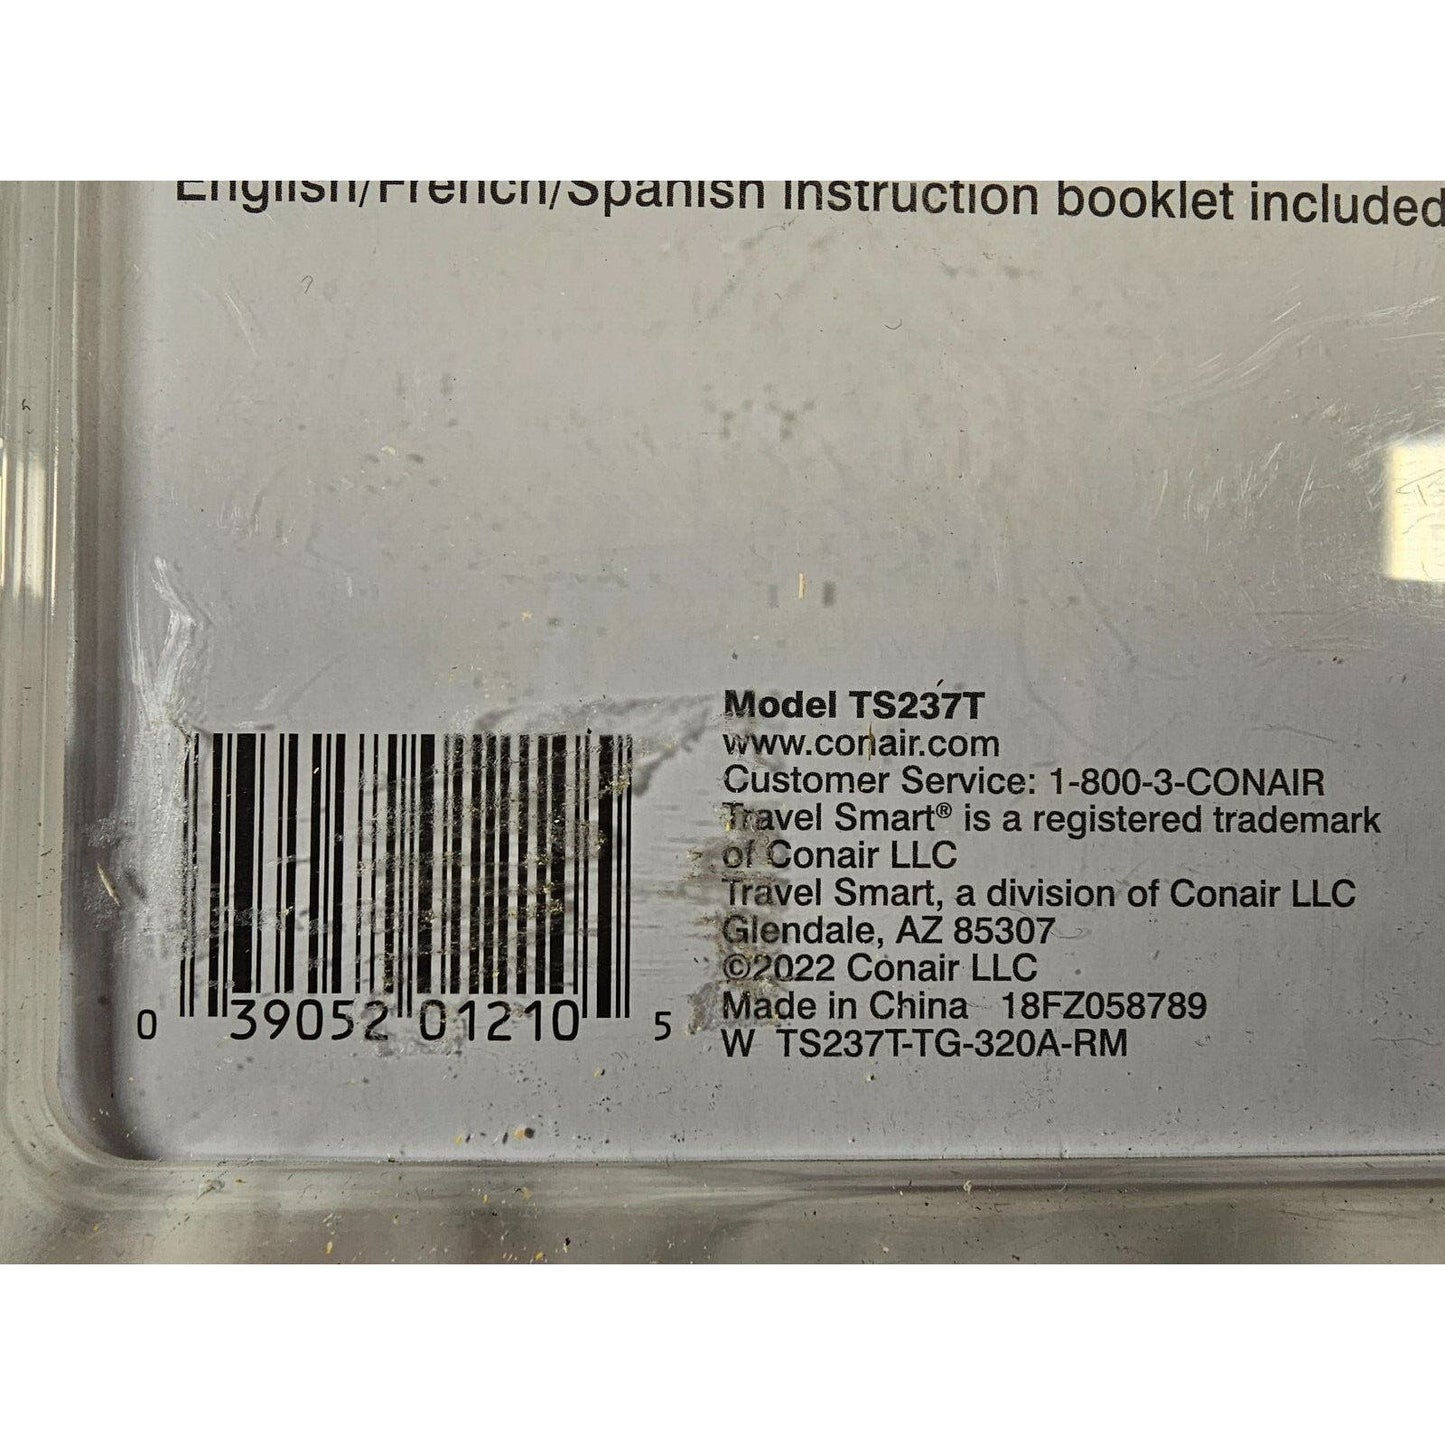 English/French/Spanish instruction booklet included
Model TS237T
www.conair.com
Customer Service: 1-800-3-CONAIR
Travel Smart® is a registered trademark
of Conair LLC
Travel Smart, a division of Conair LLC
Glendale, AZ 85307
©2022 Conair LLC
Made in China 18FZ058789
W TS237T-TG-320A-RM
0 39052 01210 5